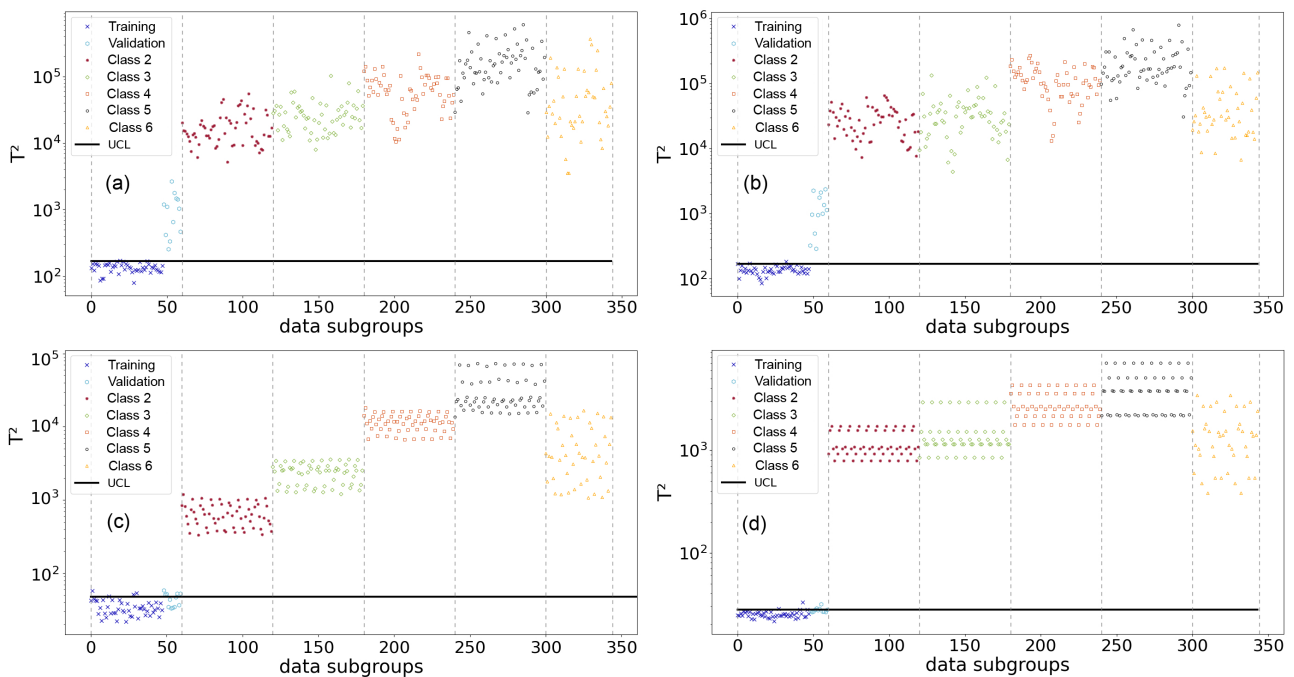 Training
Validation
Class 2
Class 3
Class 4
Class 5
Class 6
UCL
(a)
T²
10⁵
10⁴
10³
10²
0 50 100 150 200 250 300 350
data subgroups
Training
Validation
Class 2
Class 3
Class 4
Class 5
Class 6
UCL
(b)
T²
10⁶
10⁵
10⁴
10³
10²
0 50 100 150 200 250 300 350
data subgroups
Training
Validation
Class 2
Class 3
Class 4
Class 5
Class 6
UCL
(c)
T²
10⁵
10⁴
10³
10²
0 50 100 150 200 250 300 350
data subgroups
Training
Validation
Class 2
Class 3
Class 4
Class 5
Class 6
UCL
(d)
T²
10³
10²
0 50 100 150 200 250 300 350
data subgroups